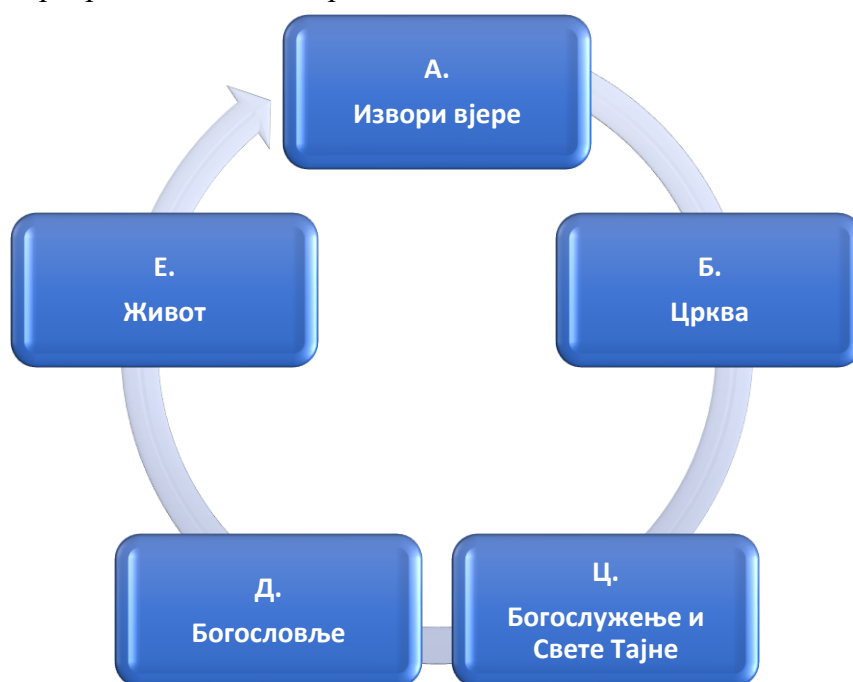 А.
Извори вјере
Б.
Црква
Ц.
Богослужење и
Свете Тајне
Д.
Богословље
Е.
Живот